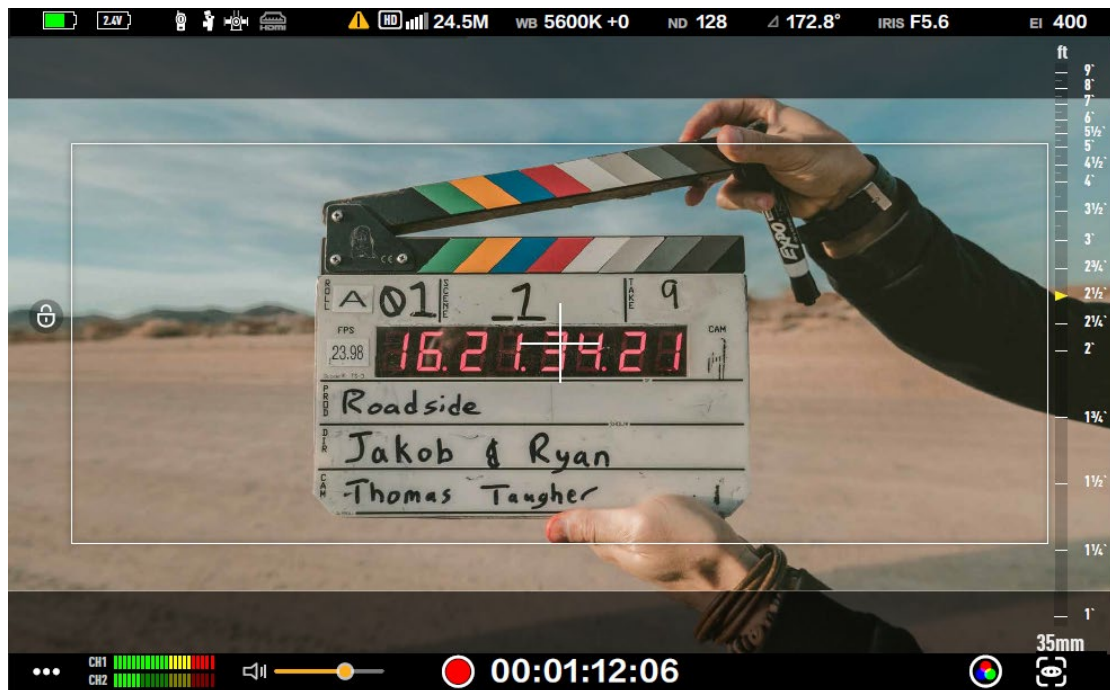 2.4V HDMI HD 24.5M WB 5600K +0 ND 128 172.8° IRIS F5.6 EI 400
ft
9`
8`
7`
6`
5½`
5`
4½`
4`
3½`
3`
2¾`
2½`
2¼`
2`
1¾`
1½`
1¼`
1`
35mm
EXPO
CE
ROLL A 01 SCENE 1 TAKE 9
FPS 23.98 16.21.34.21 CAM
PROD Roadside
DIR Jakob & Ryan
CAM Thomas Taugher
••• CH1
CH2
00:01:12:06